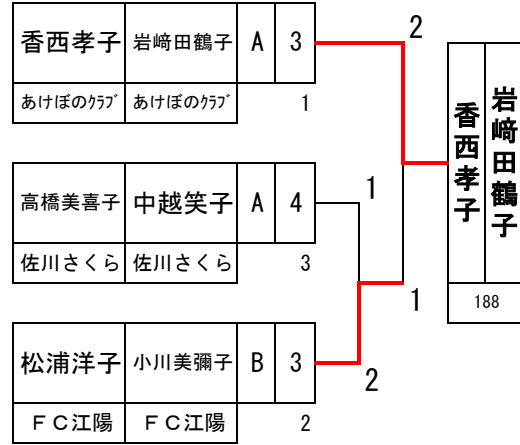 香西孝子 岩﨑田鶴子 A 3
あけぼのｸﾗﾌﾞ あけぼのｸﾗﾌﾞ 1
2
高橋美喜子 中越笑子 A 4
佐川さくら 佐川さくら 3
1
松浦洋子 小川美彌子 B 3
ＦＣ江陽 ＦＣ江陽 2
2
1
岩﨑田鶴子
香西孝子
188